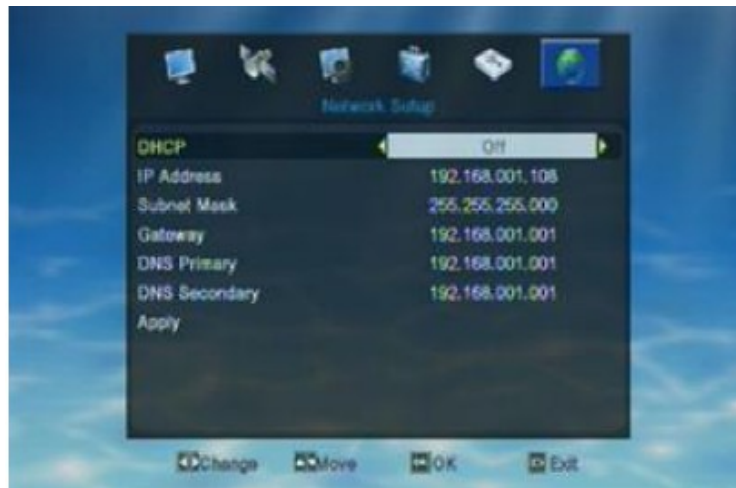 Network Setup
DHCP Off
IP Address 192.168.001.108
Subnet Mask 255.255.255.000
Gateway 192.168.001.001
DNS Primary 192.168.001.001
DNS Secondary 192.168.001.001
Apply
Change Move OK Exit